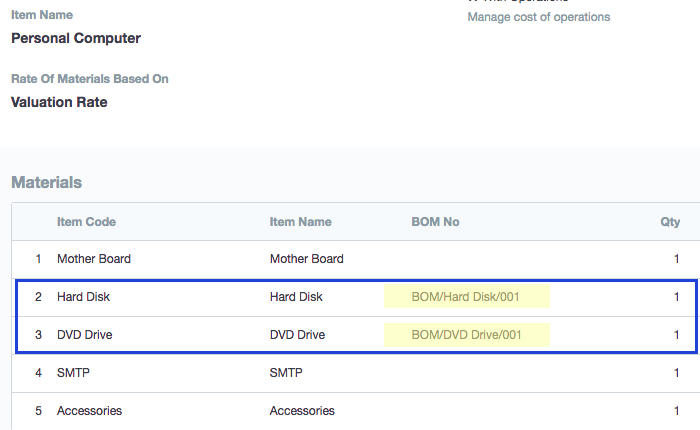 Item Name
Personal Computer
Manage cost of operations
Rate Of Materials Based On
Valuation Rate
Materials
Item Code Item Name BOM No Qty
1 Mother Board Mother Board 1
2 Hard Disk Hard Disk BOM/Hard Disk/001 1
3 DVD Drive DVD Drive BOM/DVD Drive/001 1
4 SMTP SMTP 1
5 Accessories Accessories 1